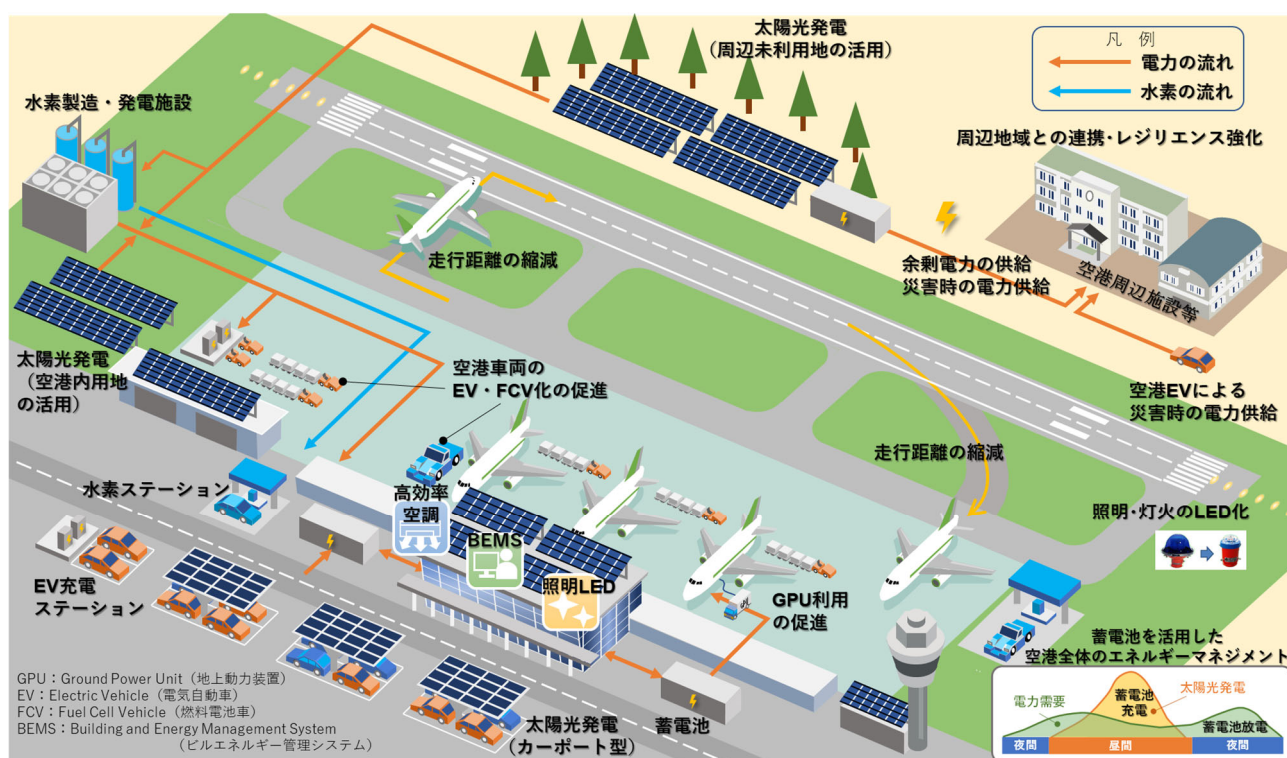 太陽光発電
（周辺未利用地の活用）
凡 例
電力の流れ
水素の流れ
水素製造・発電施設
周辺地域との連携・レジリエンス強化
走行距離の縮減
余剰電力の供給
災害時の電力供給
空港周辺施設等
太陽光発電
（空港内用地
の活用）
空港車両の
EV・FCV化の促進
空港EVによる
災害時の電力供給
走行距離の縮減
水素ステーション
高効率
空調
BEMS
照明LED
照明・灯火のLED化
EV充電
ステーション
GPU利用
の促進
蓄電池を活用した
空港全体のエネルギーマネジメント
電力需要
蓄電池
充電
太陽光発電
蓄電池放電
夜間
昼間
夜間
GPU：Ground Power Unit（地上動力装置）
EV：Electric Vehicle（電気自動車）
FCV：Fuel Cell Vehicle（燃料電池車）
BEMS：Building and Energy Management System
（ビルエネルギー管理システム）
太陽光発電
（カーポート型）
蓄電池